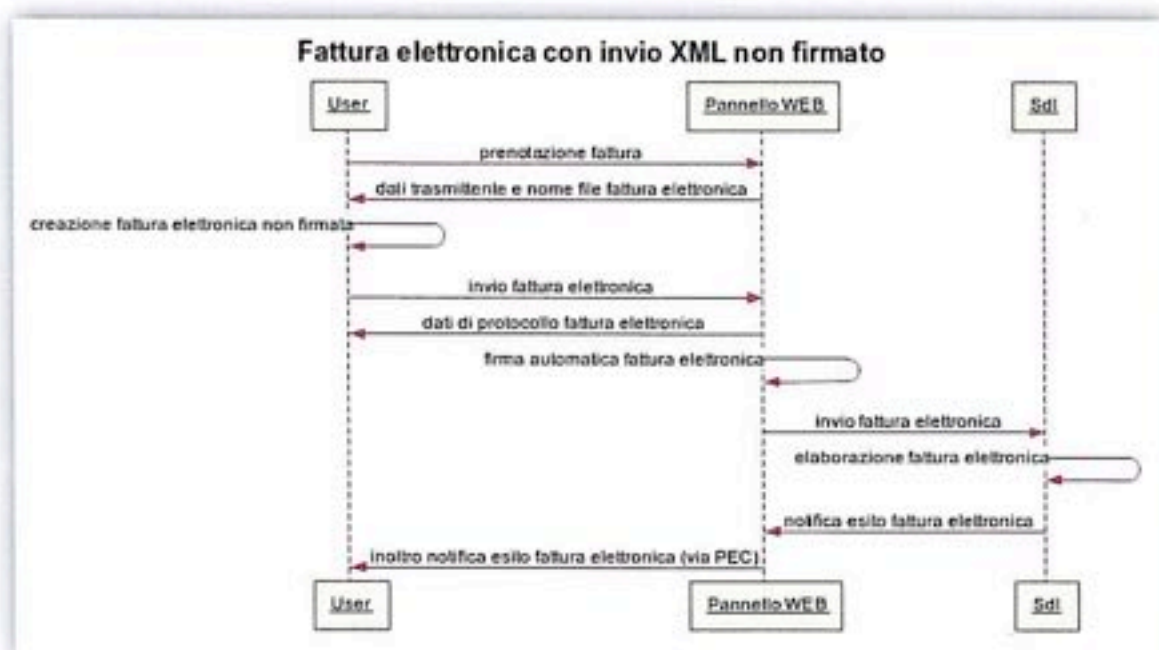 Fattura elettronica con invio XML non firmato
User
Pannello WEB
SdI
prenotazione fattura
dati trasmittente e nome file fattura elettronica
creazione fattura elettronica non firmata
invio fattura elettronica
dati di protocollo fattura elettronica
firma automatica fattura elettronica
invio fattura elettronica
elaborazione fattura elettronica
notifica esito fattura elettronica
inoltro notifica esito fattura elettronica (via PEC)
User
Pannello WEB
SdI